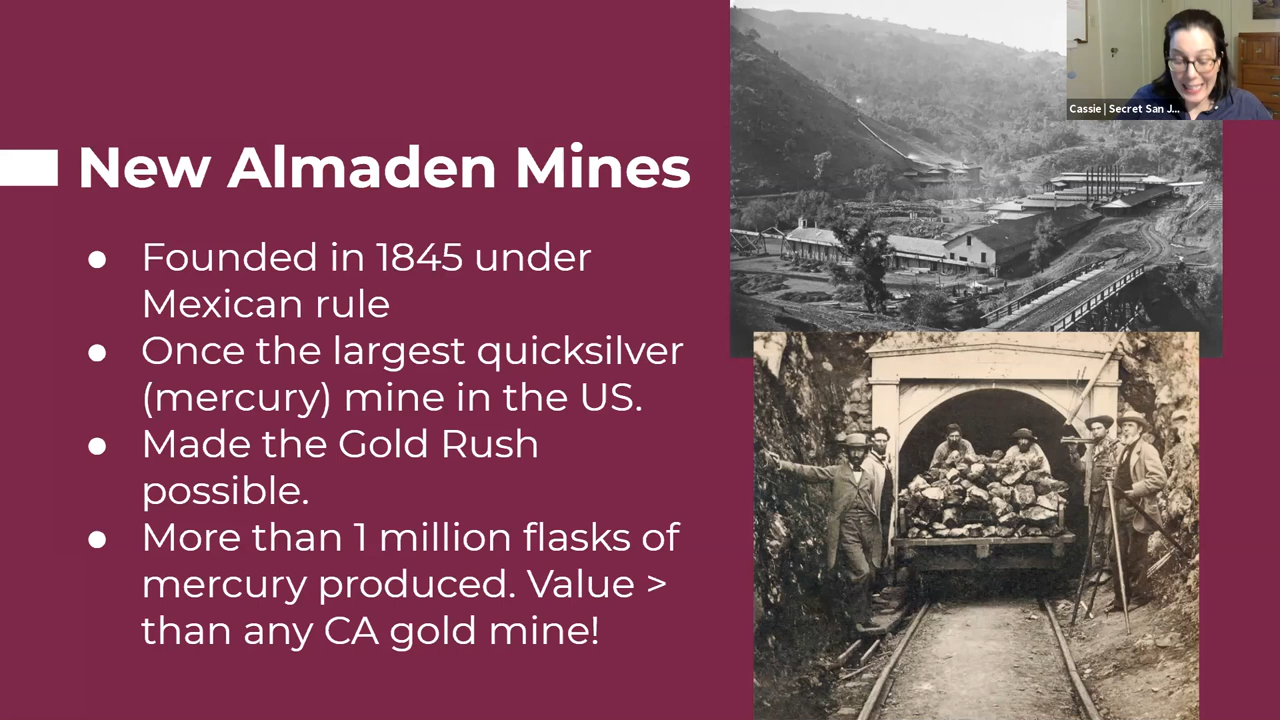 Cassie | Secret San J...
New Almaden Mines
● Founded in 1845 under
Mexican rule
● Once the largest quicksilver
(mercury) mine in the US.
● Made the Gold Rush
possible.
● More than 1 million flasks of
mercury produced. Value >
than any CA gold mine!